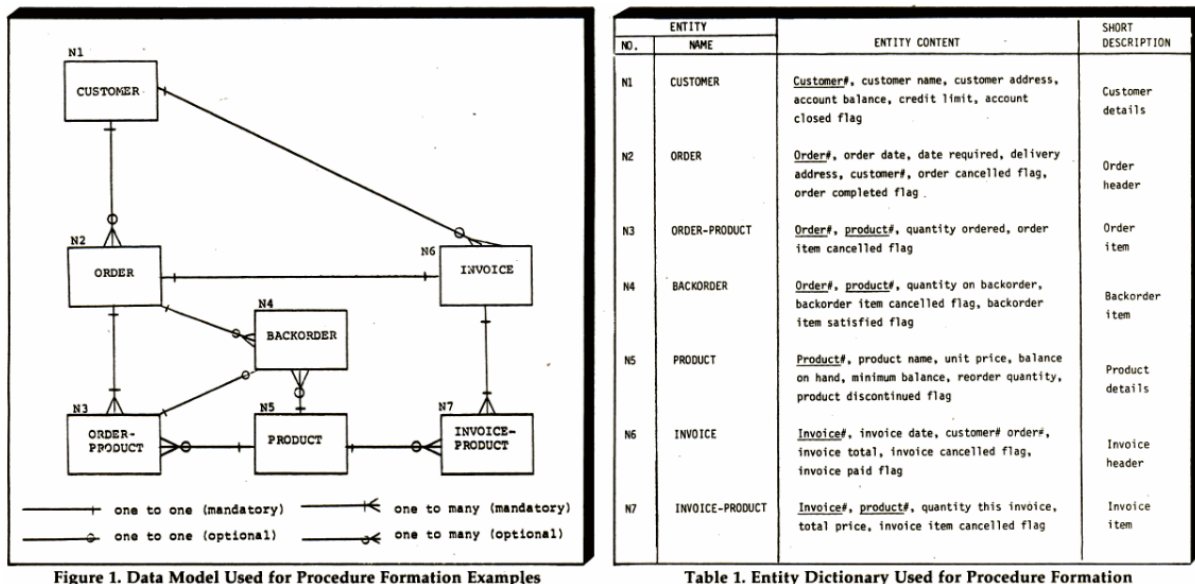 N1
CUSTOMER
N2
ORDER
N6
INVOICE
N4
BACKORDER
N3
ORDER-
PRODUCT
N5
PRODUCT
N7
INVOICE-
PRODUCT
one to one (mandatory)
one to many (mandatory)
one to one (optional)
one to many (optional)
Figure 1. Data Model Used for Procedure Formation Examples
ENTITY
NO.
NAME
ENTITY CONTENT
SHORT
DESCRIPTION
N1
CUSTOMER
Customer#, customer name, customer address,
account balance, credit limit, account
closed flag
Customer
details
N2
ORDER
Order#, order date, date required, delivery
address, customer#, order cancelled flag,
order completed flag
Order
header
N3
ORDER-PRODUCT
Order#, product#, quantity ordered, order
item cancelled flag
Order
item
N4
BACKORDER
Order#, product#, quantity on backorder,
backorder item cancelled flag, backorder
item satisfied flag
Backorder
item
N5
PRODUCT
Product#, product name, unit price, balance
on hand, minimum balance, reorder quantity,
product discontinued flag
Product
details
N6
INVOICE
Invoice#, invoice date, customer# order#,
invoice total, invoice cancelled flag,
invoice paid flag
Invoice
header
N7
INVOICE-PRODUCT
Invoice#, product#, quantity this invoice,
total price, invoice item cancelled flag
Invoice
item
Table 1. Entity Dictionary Used for Procedure Formation